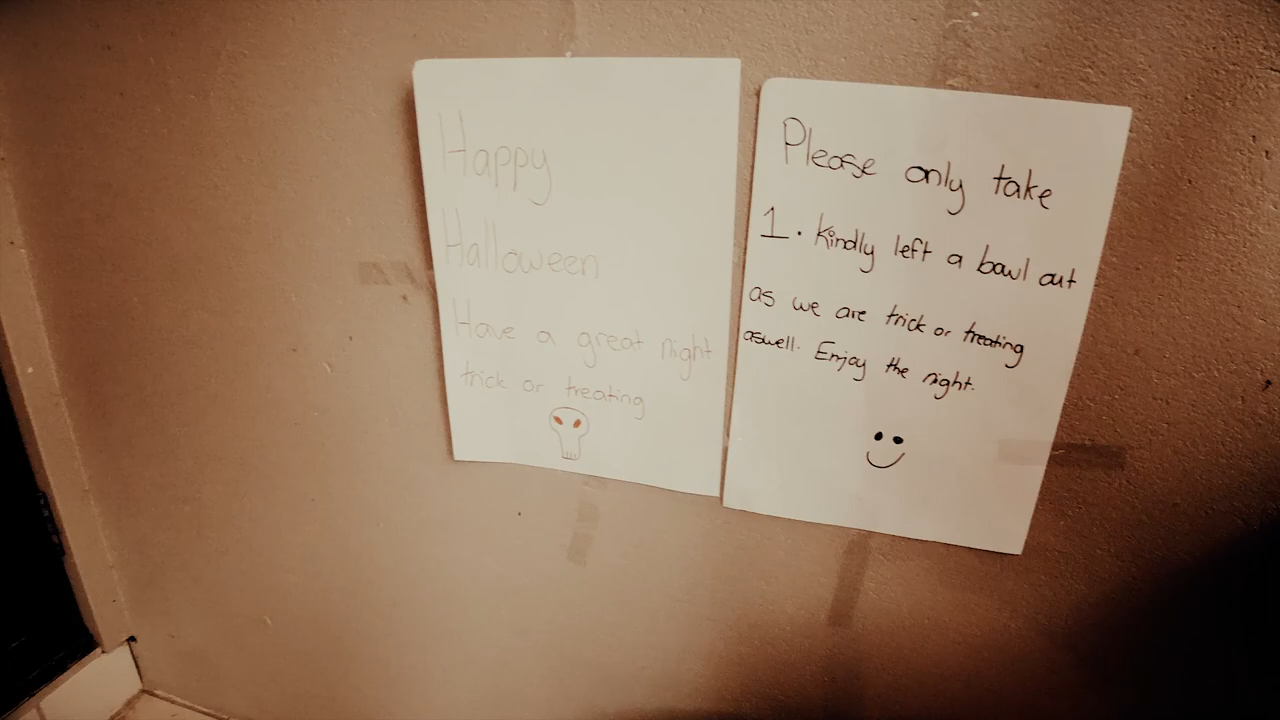 Happy
Halloween
Have a great night
trick or treating
Please only take
1. Kindly left a bowl out
as we are trick or treating
aswell. Enjoy the night.